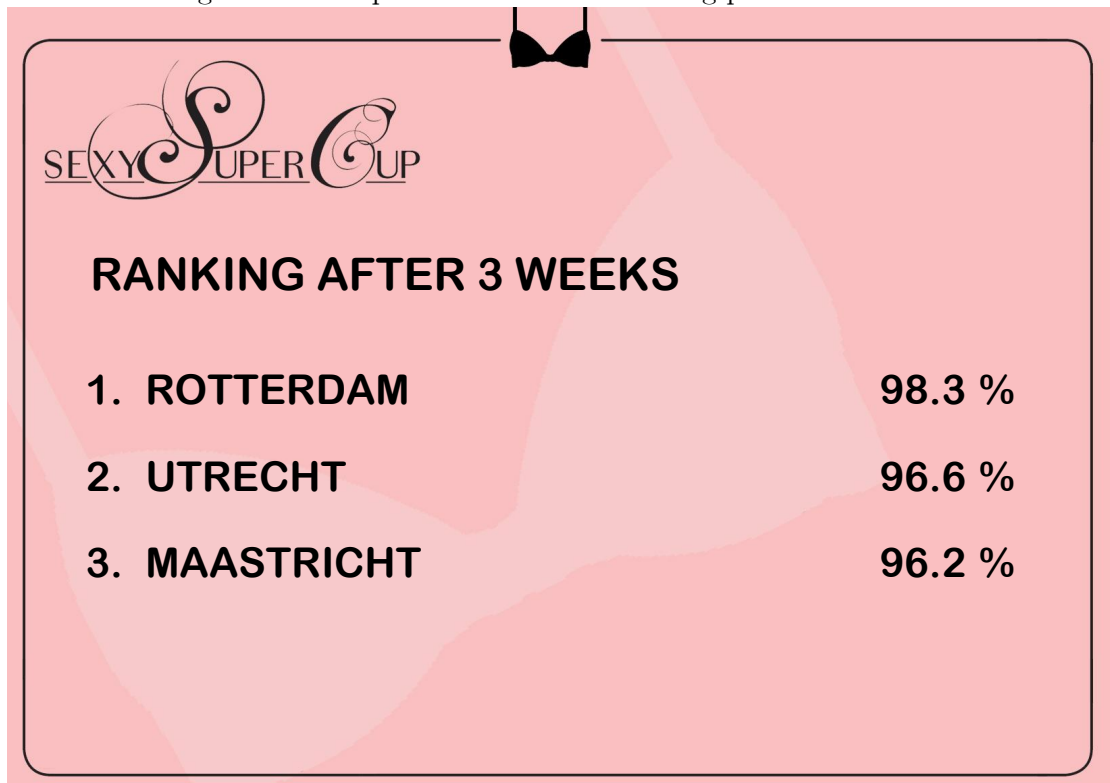 SEXY SUPER CUP
RANKING AFTER 3 WEEKS
1. ROTTERDAM 98.3 %
2. UTRECHT 96.6 %
3. MAASTRICHT 96.2 %